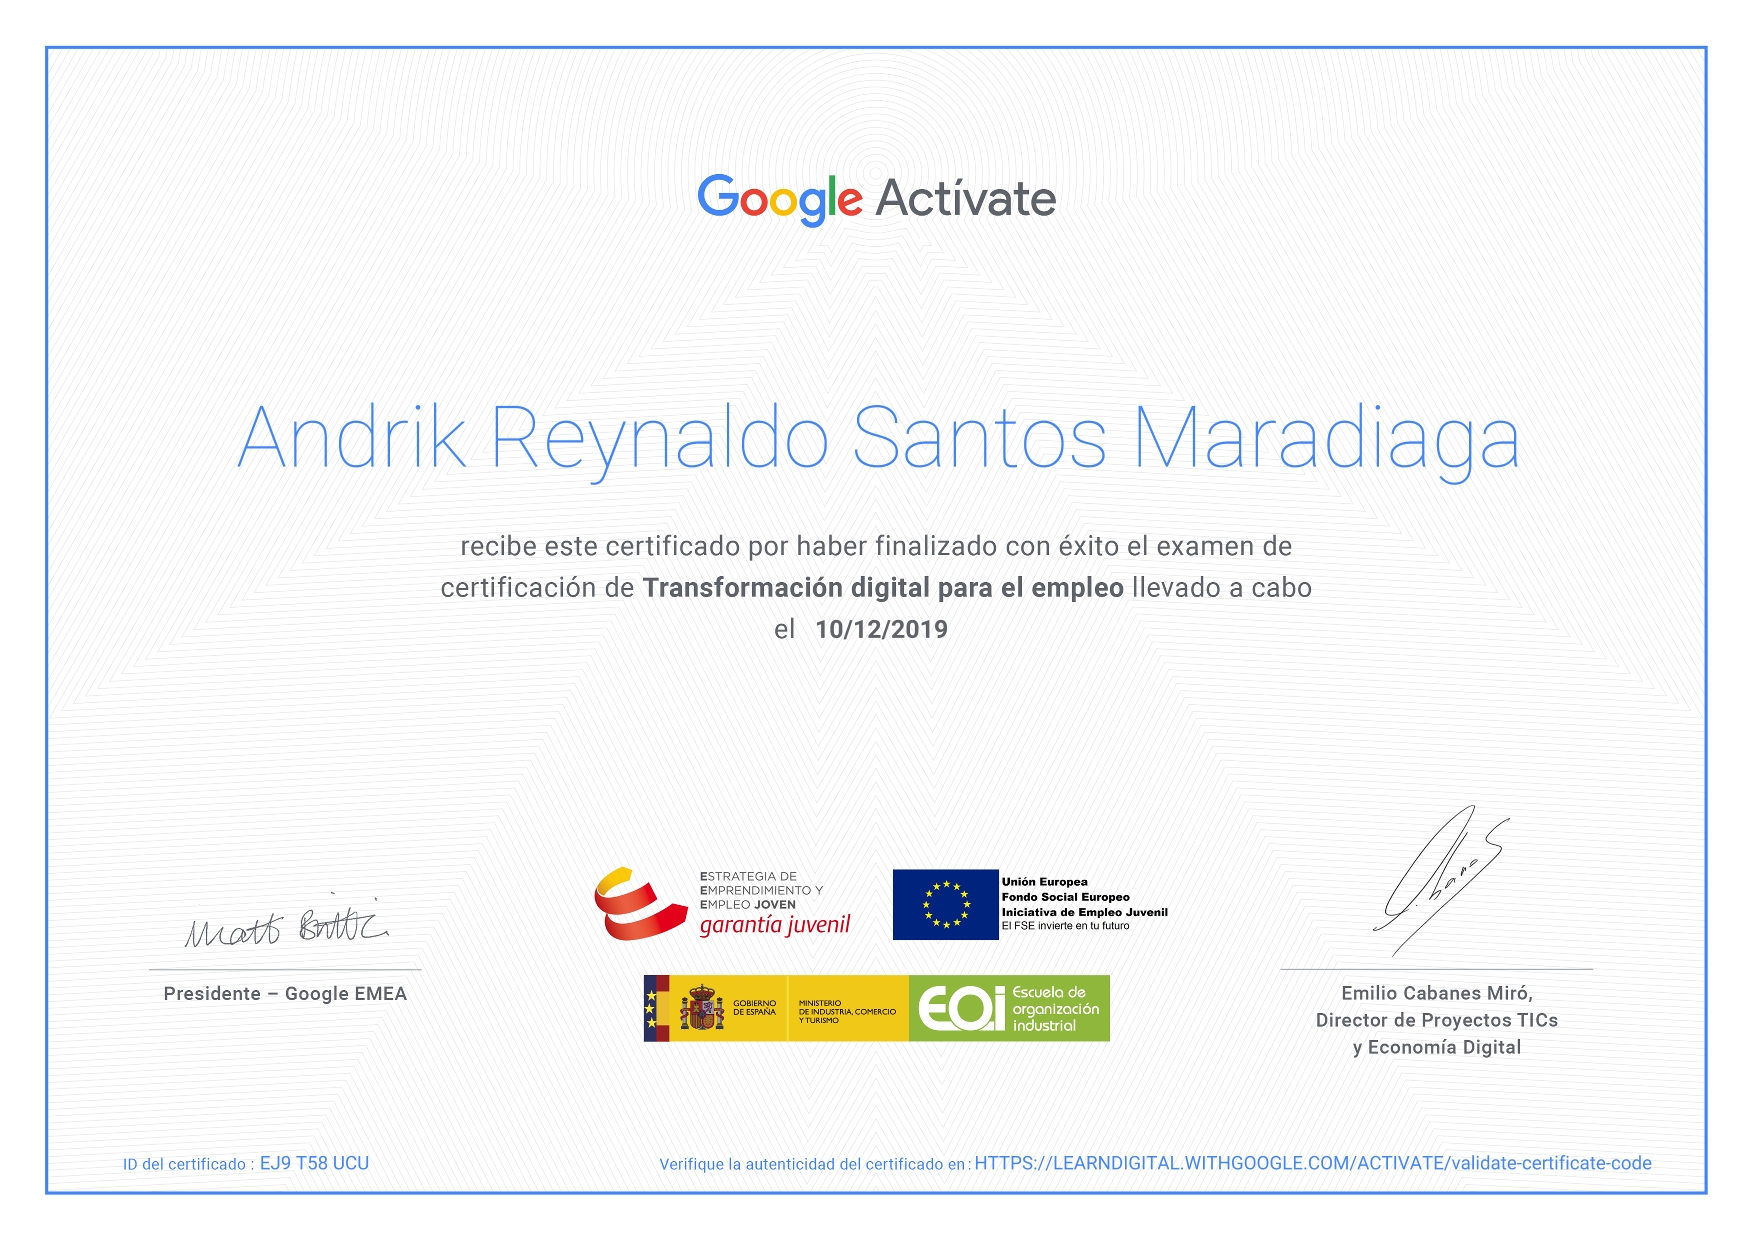 Google Actívate
Andrik Reynaldo Santos Maradiaga
recibe este certificado por haber finalizado con éxito el examen de
certificación de Transformación digital para el empleo llevado a cabo
el 10/12/2019
ESTRATEGIA DE
EMPRENDIMIENTO Y
EMPLEO JOVEN
garantía juvenil
Unión Europea
Fondo Social Europeo
Iniciativa de Empleo Juvenil
El FSE invierte en tu futuro
Matt Brittin
Presidente – Google EMEA
GOBIERNO
DE ESPAÑA
MINISTERIO
DE INDUSTRIA, COMERCIO
Y TURISMO
EOi
Escuela de
organización
industrial
Emilio Cabanes Miró,
Director de Proyectos TICs
y Economía Digital
ID del certificado : EJ9 T58 UCU
Verifique la autenticidad del certificado en : HTTPS://LEARNDIGITAL.WITHGOOGLE.COM/ACTIVATE/validate-certificate-code